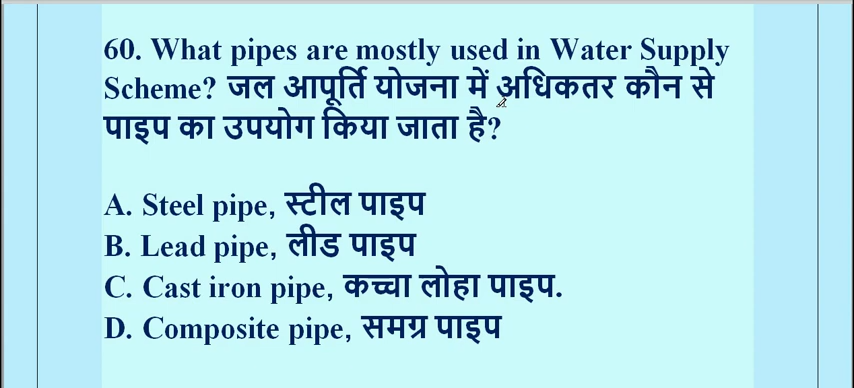 60. What pipes are mostly used in Water Supply
Scheme? जल आपूर्ति योजना में अधिकतर कौन से
पाइप का उपयोग किया जाता है?
A. Steel pipe, स्टील पाइप
B. Lead pipe, लीड पाइप
C. Cast iron pipe, कच्चा लोहा पाइप.
D. Composite pipe, समग्र पाइप